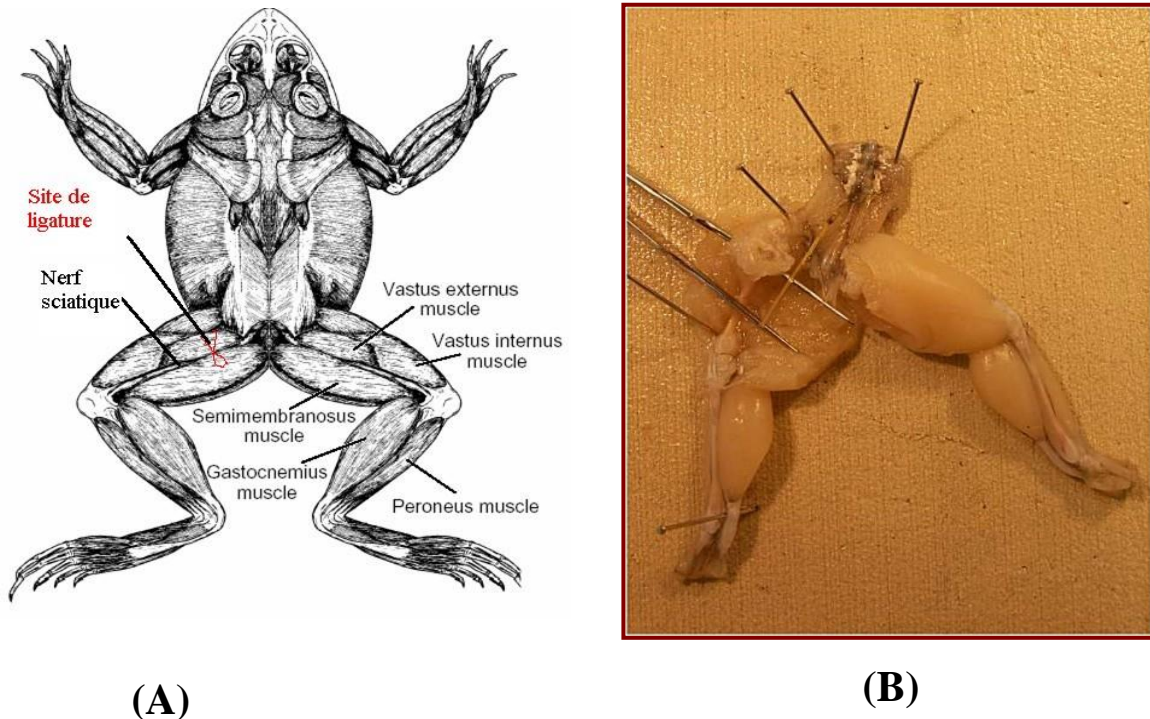 Site de
ligature
Nerf
sciatique
Vastus externus
muscle
Vastus internus
muscle
Semimembranosus
muscle
Gastocnemius
muscle
Peroneus muscle
(A)
(B)